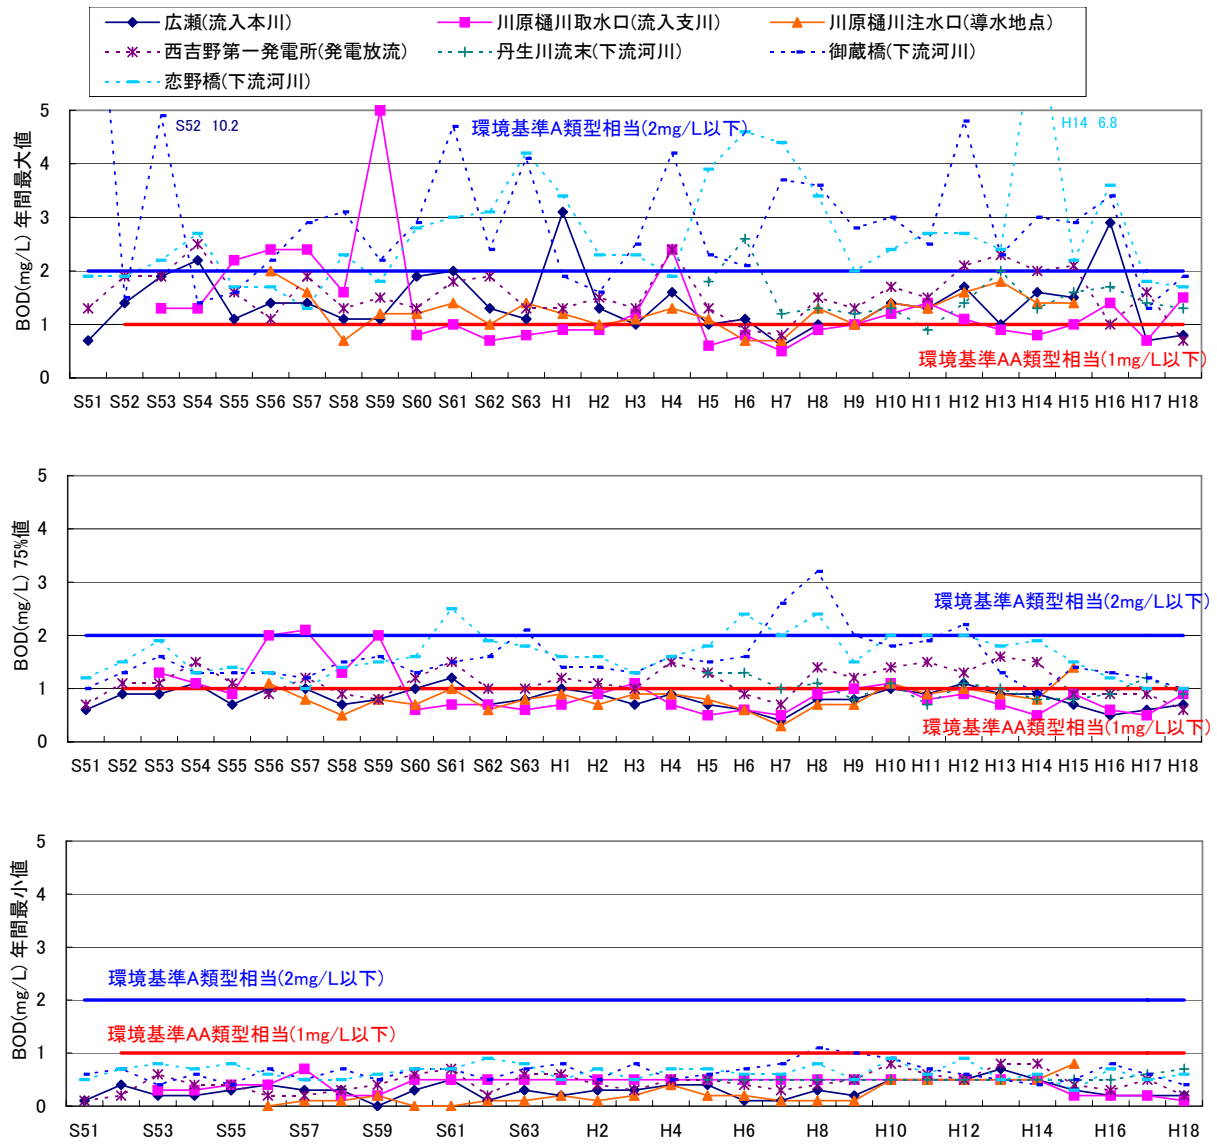 広瀬(流入本川) 川原樋川取水口(流入支川) 川原樋川注水口(導水地点)
西吉野第一発電所(発電放流) 丹生川流末(下流河川) 御蔵橋(下流河川)
恋野橋(下流河川)
BOD(mg/L) 年間最大値
5
4
3
2
1
0
S52 10.2
環境基準A類型相当(2mg/L以下)
H14 6.8
環境基準AA類型相当(1mg/L以下)
S51 S52 S53 S54 S55 S56 S57 S58 S59 S60 S61 S62 S63 H1 H2 H3 H4 H5 H6 H7 H8 H9 H10 H11 H12 H13 H14 H15 H16 H17 H18
BOD(mg/L) 75%値
5
4
3
2
1
0
環境基準A類型相当(2mg/L以下)
環境基準AA類型相当(1mg/L以下)
S51 S52 S53 S54 S55 S56 S57 S58 S59 S60 S61 S62 S63 H1 H2 H3 H4 H5 H6 H7 H8 H9 H10 H11 H12 H13 H14 H15 H16 H17 H18
BOD(mg/L) 年間最小値
5
4
3
2
1
0
環境基準A類型相当(2mg/L以下)
環境基準AA類型相当(1mg/L以下)
S51 S53 S55 S57 S59 S61 S63 H2 H4 H6 H8 H10 H12 H14 H16 H18